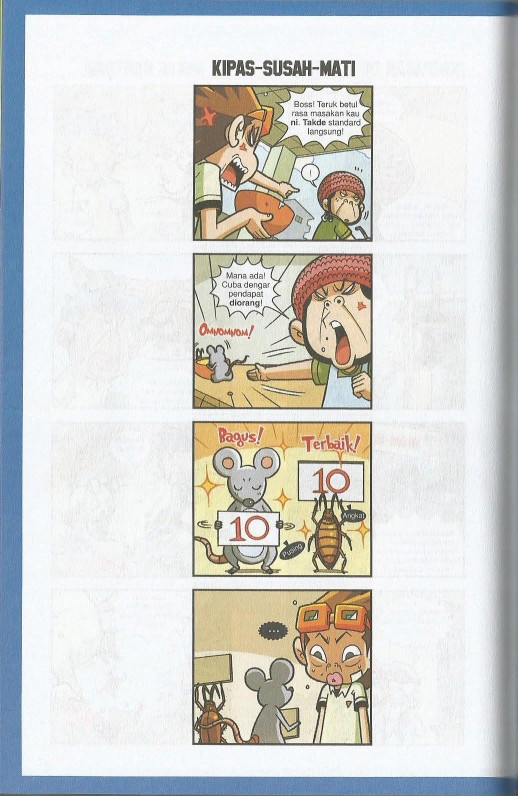 KIPAS-SUSAH-MATI
Boss! Teruk betul
rasa masakan kau
ni. Takde standard
langsung!
!
Mana ada!
Cuba dengar
pendapat
diorang!
OMNOMNOM!
Bagus!
Terbaik!
10
Angkat
10
Pusing
...